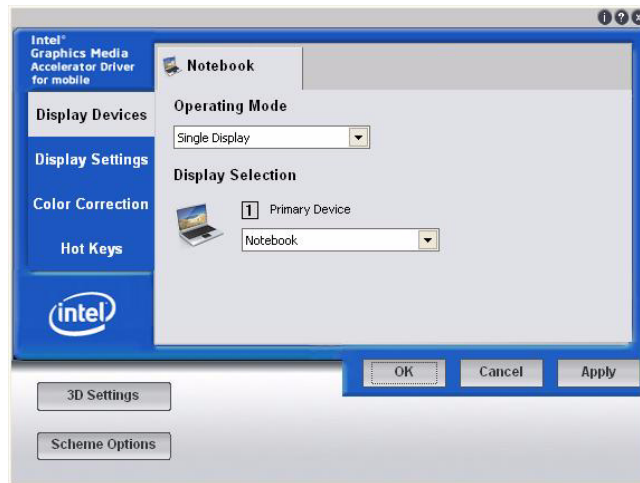 Intel®
Graphics Media
Accelerator Driver
for mobile
Notebook
Display Devices
Display Settings
Color Correction
Hot Keys
intel
Operating Mode
Single Display
Display Selection
1 Primary Device
Notebook
OK Cancel Apply
3D Settings
Scheme Options